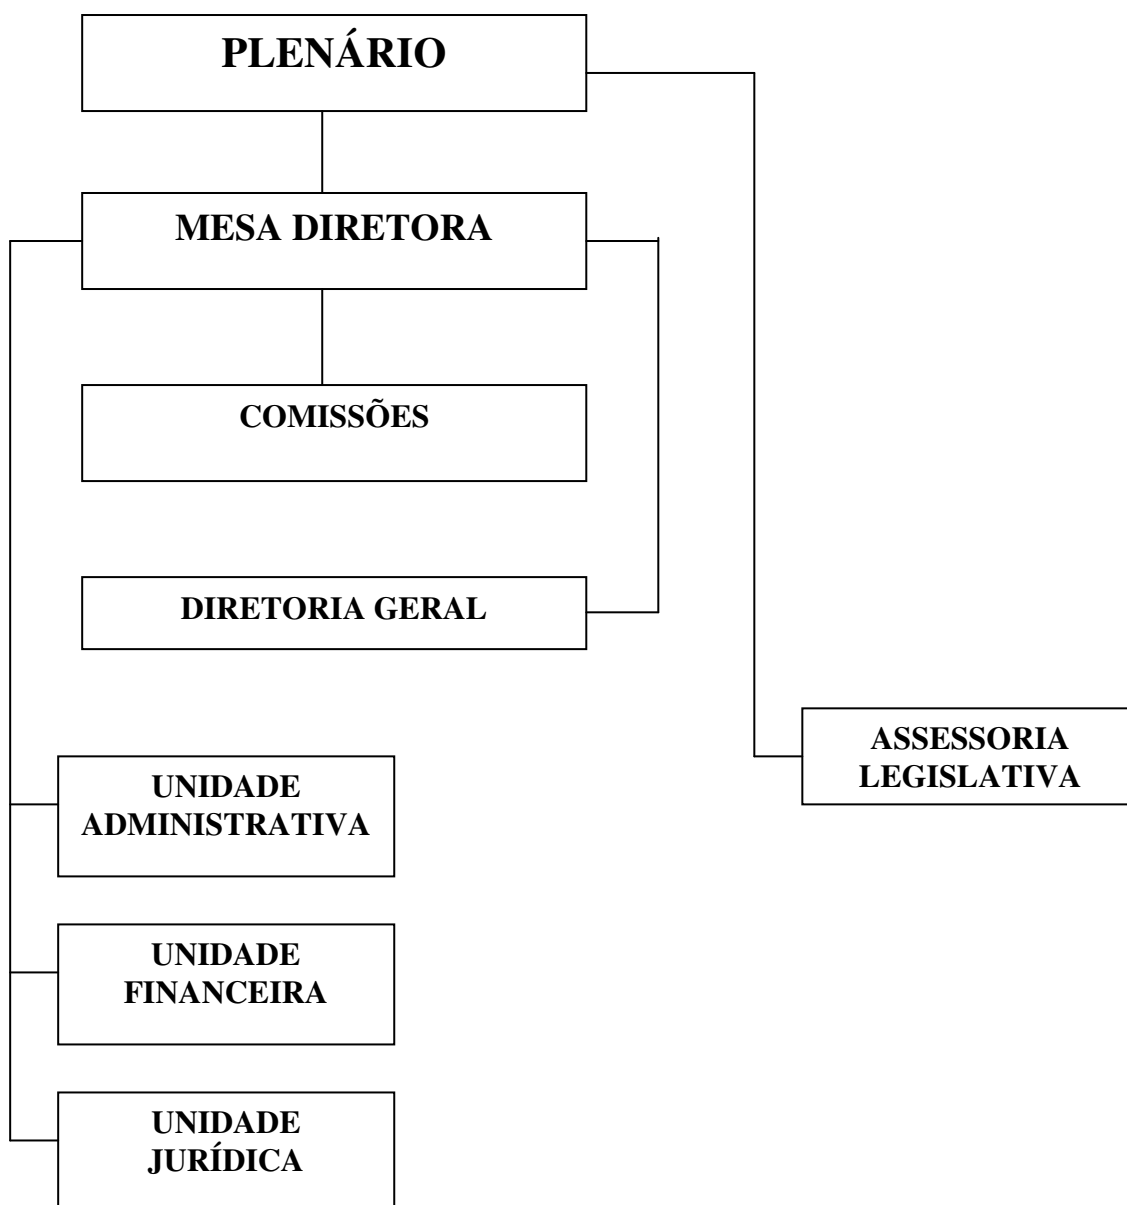 PLENÁRIO
MESA DIRETORA
COMISSÕES
DIRETORIA GERAL
ASSESSORIA
LEGISLATIVA
UNIDADE
ADMINISTRATIVA
UNIDADE
FINANCEIRA
UNIDADE
JURÍDICA